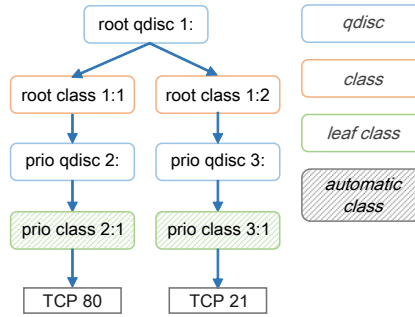 root qdisc 1:
root class 1:1
root class 1:2
prio qdisc 2:
prio qdisc 3:
prio class 2:1
prio class 3:1
TCP 80
TCP 21
qdisc
class
leaf class
automatic
class